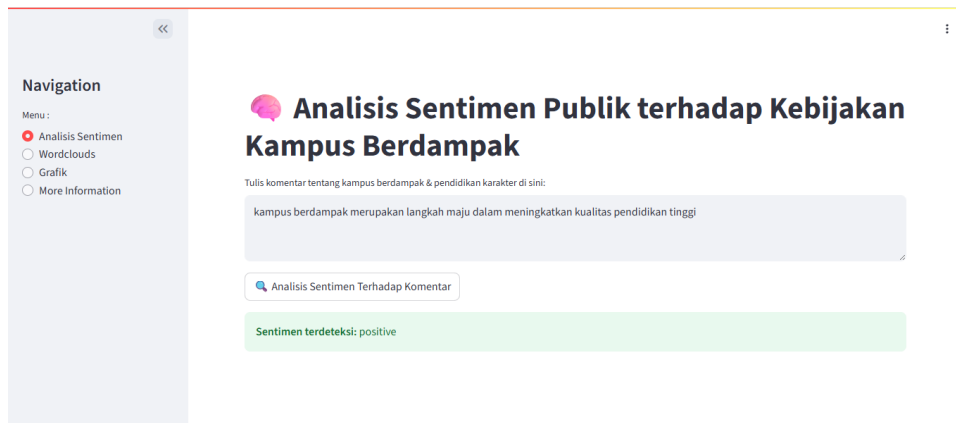 Navigation
Menu :
Analisis Sentimen
Wordclouds
Grafik
More Information
Analisis Sentimen Publik terhadap Kebijakan
Kampus Berdampak
Tulis komentar tentang kampus berdampak & pendidikan karakter di sini:
kampus berdampak merupakan langkah maju dalam meningkatkan kualitas pendidikan tinggi
Analisis Sentimen Terhadap Komentar
Sentimen terdeteksi: positive